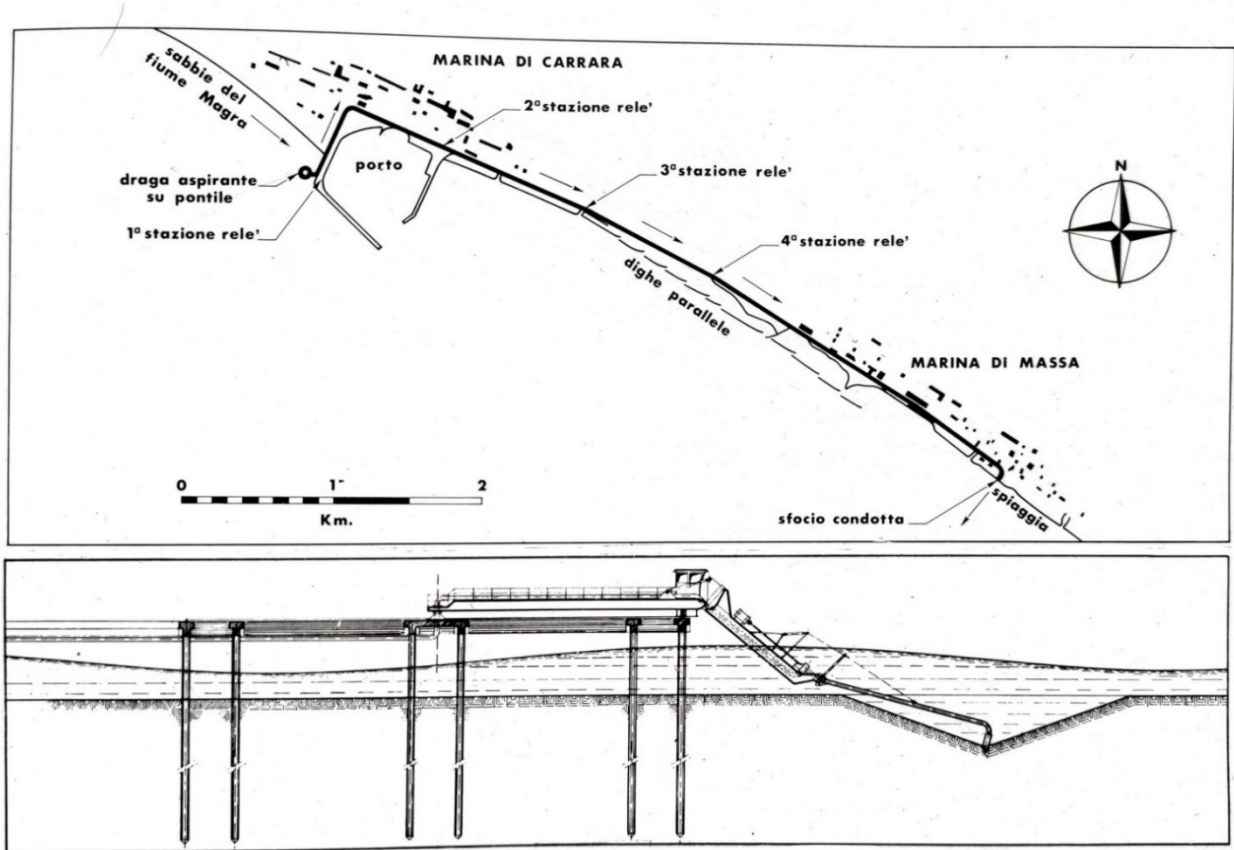 MARINA DI CARRARA
sabbie del
fiume Magra
2ª stazione rele'
draga aspirante
su pontile
porto
3ª stazione rele'
N
1ª stazione rele'
4ª stazione rele'
dighe parallele
MARINA DI MASSA
0 1 2
Km.
sfocio condotta
spiaggia